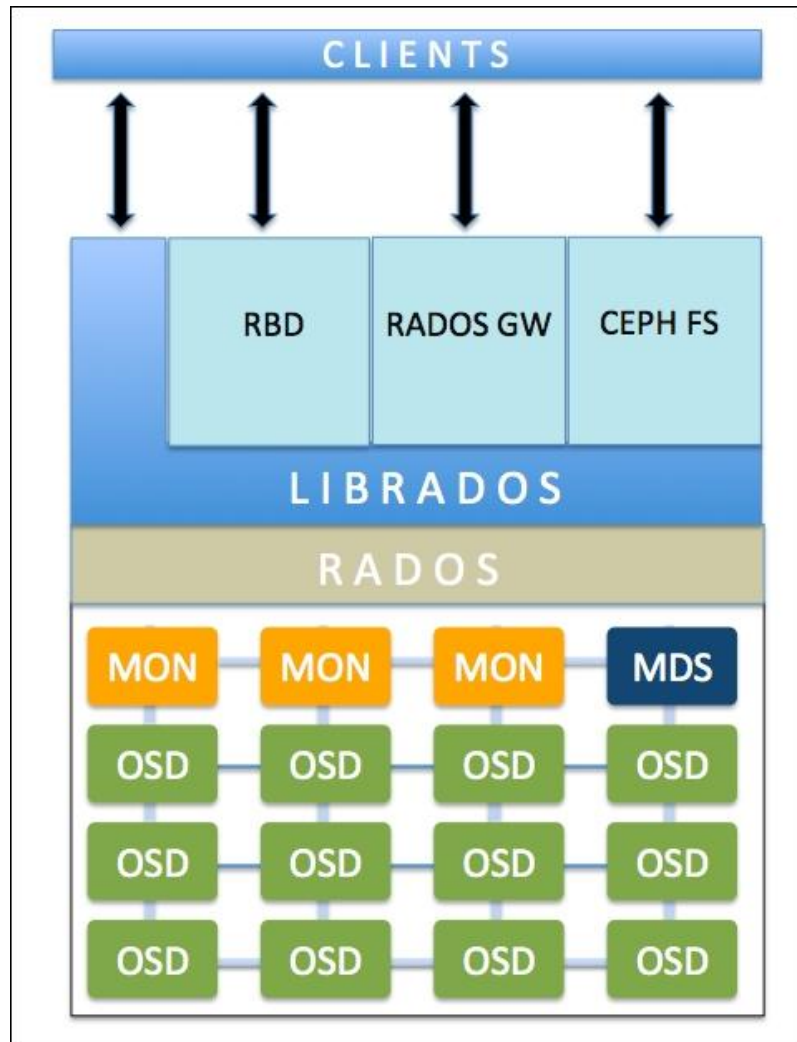 CLIENTS
RBD RADOS GW CEPH FS
LIBRADOS
RADOS
MON MON MON MDS
OSD OSD OSD OSD
OSD OSD OSD OSD
OSD OSD OSD OSD